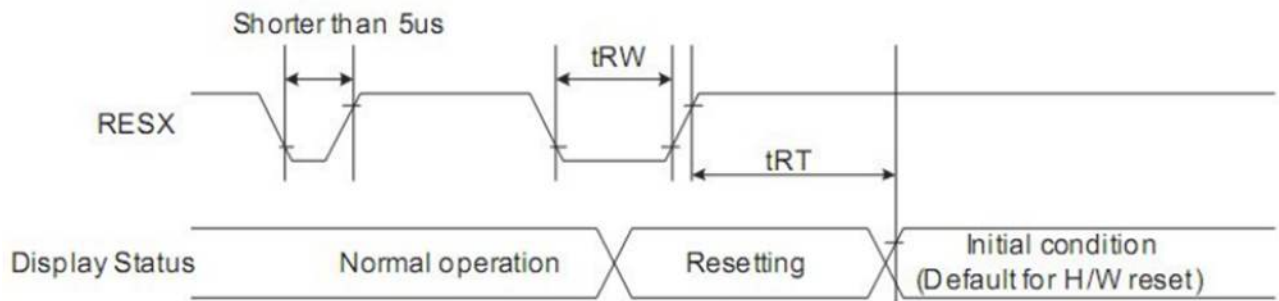 Shorter than 5us
tRW
RESX
tRT
Display Status
Normal operation
Resetting
Initial condition
(Default for H/W reset)